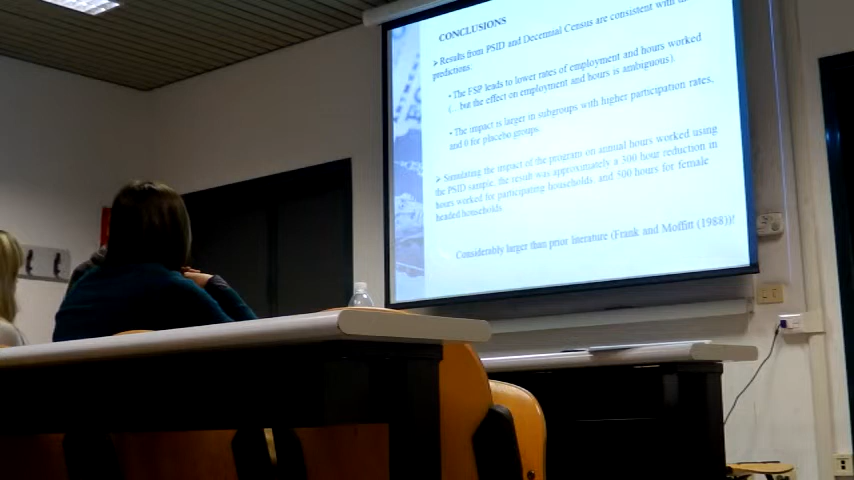 CONCLUSIONS
➢ Results from PSID and Decennial Census are consistent with
predictions:
• The FSP leads to lower rates of employment and hours worked
(... but the effect on employment and hours is ambiguous).
• The impact is larger in subgroups with higher participation rates,
and 0 for placebo groups.
➢ Simulating the impact of the program on annual hours worked using
the PSID sample, the result was approximately a 300 hour reduction in
hours worked for participating households, and 500 hours for female
headed households.
Considerably larger than prior literature (Frank and Moffitt (1988))!